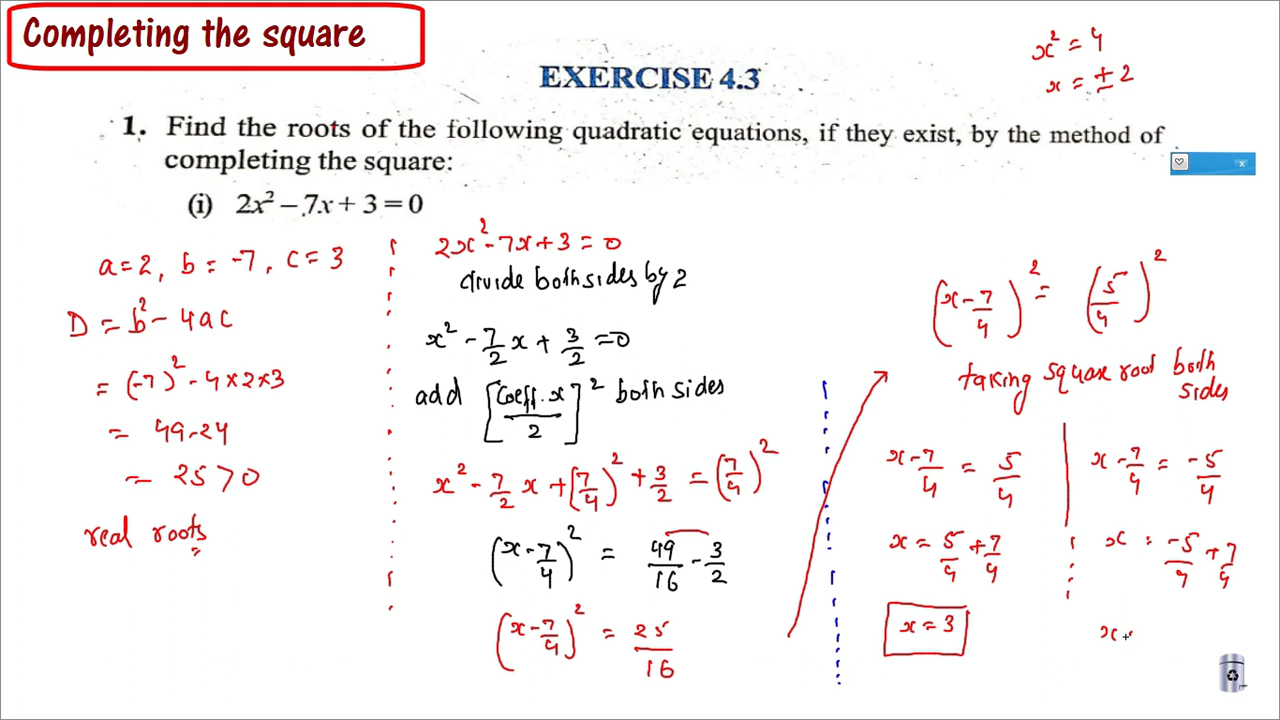 Completing the square
x² = 4
x = ±2
EXERCISE 4.3
1. Find the roots of the following quadratic equations, if they exist, by the method of
completing the square:
(i) 2x² – 7x + 3 = 0
a=2, b = -7, c = 3
D = b² - 4ac
= (-7)² - 4×2×3
= 49-24
= 25 > 0
real roots
2x² - 7x + 3 = 0
divide both sides by 2
x² - 7/2 x + 3/2 = 0
add [Coeff. x / 2]² both sides
x² - 7/2 x + (7/4)² + 3/2 = (7/4)²
(x - 7/4)² = 49/16 - 3/2
(x - 7/4)² = 25/16
(x - 7/4)² = (5/4)²
taking square root both
sides
x - 7/4 = 5/4
x = 5/4 + 7/4
x = 3
x - 7/4 = -5/4
x = -5/4 + 7/4
x